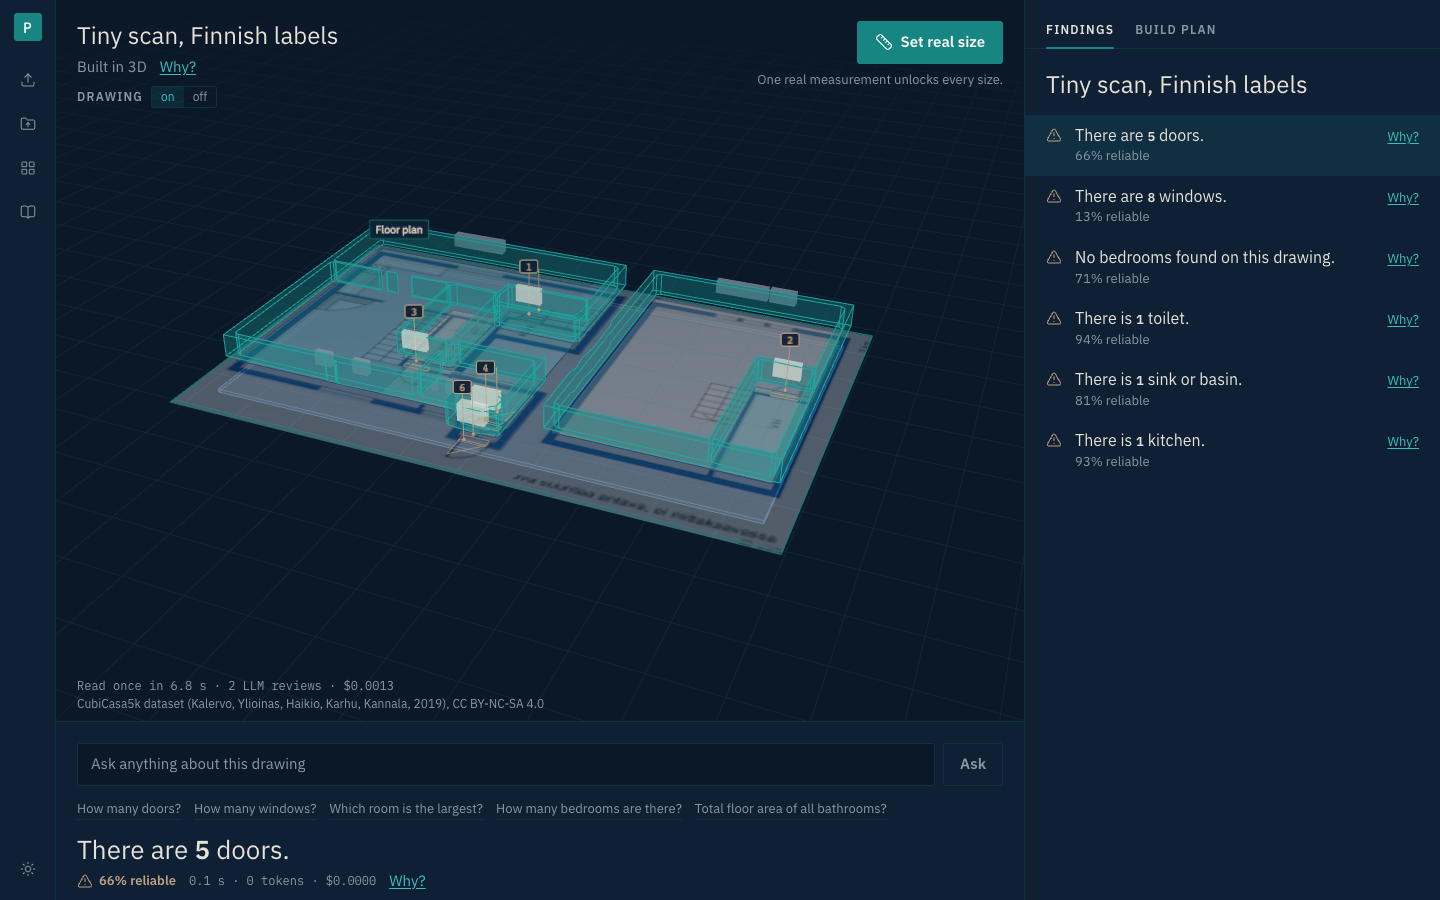 P
Tiny scan, Finnish labels
Built in 3D Why?
DRAWING on off
Set real size
One real measurement unlocks every size.
Floor plan
1
3
2
4
6
Read once in 6.8 s · 2 LLM reviews · $0.0013
CubiCasa5k dataset (Kalervo, Ylioinas, Haikio, Karhu, Kannala, 2019), CC BY-NC-SA 4.0
Ask anything about this drawing
Ask
How many doors? How many windows? Which room is the largest? How many bedrooms are there? Total floor area of all bathrooms?
There are 5 doors.
66% reliable 0.1 s · 0 tokens · $0.0000 Why?
FINDINGS BUILD PLAN
Tiny scan, Finnish labels
There are 5 doors. Why?
66% reliable
There are 8 windows. Why?
13% reliable
No bedrooms found on this drawing. Why?
71% reliable
There is 1 toilet. Why?
94% reliable
There is 1 sink or basin. Why?
81% reliable
There is 1 kitchen. Why?
93% reliable